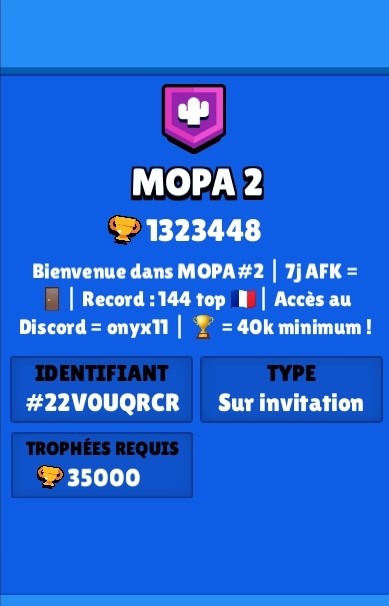 MOPA 2
🏆 1323448
Bienvenue dans MOPA#2 | 7j AFK =
🚪 | Record : 144 top 🇫🇷 | Accès au
Discord = onyx11 | 🏆 = 40k minimum !
IDENTIFIANT
#22V0UQRCR
TYPE
Sur invitation
TROPHÉES REQUIS
🏆 35000